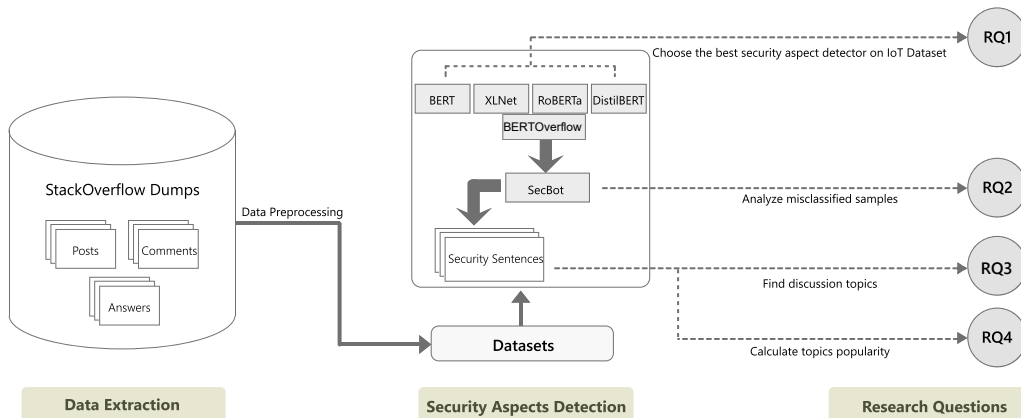 RQ1
Choose the best security aspect detector on IoT Dataset
BERT
XLNet
RoBERTa
DistilBERT
BERTOverflow
StackOverflow Dumps
SecBot
RQ2
Analyze misclassified samples
Data Preprocessing
Posts
Comments
Security Sentences
RQ3
Find discussion topics
Answers
Datasets
RQ4
Calculate topics popularity
Data Extraction
Security Aspects Detection
Research Questions